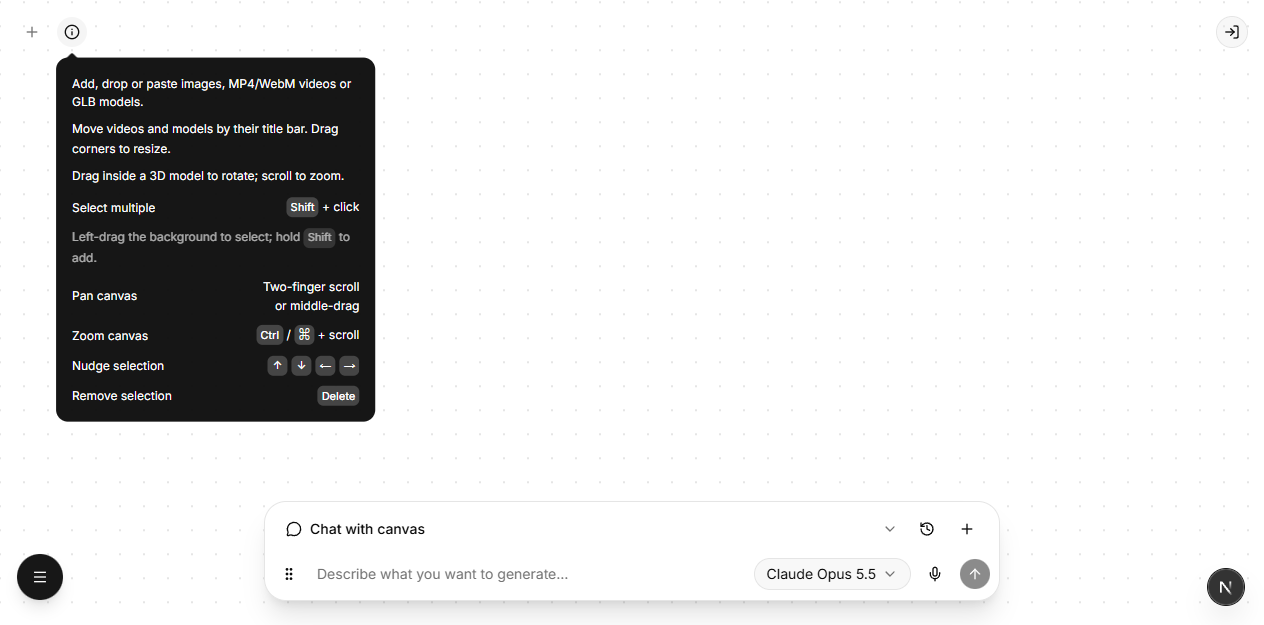 Add, drop or paste images, MP4/WebM videos or
GLB models.
Move videos and models by their title bar. Drag
corners to resize.
Drag inside a 3D model to rotate; scroll to zoom.
Select multiple Shift + click
Left-drag the background to select; hold Shift to
add.
Pan canvas Two-finger scroll
or middle-drag
Zoom canvas Ctrl / ⌘ + scroll
Nudge selection ↑ ↓ ← →
Remove selection Delete
Chat with canvas
Describe what you want to generate... Claude Opus 5.5
N